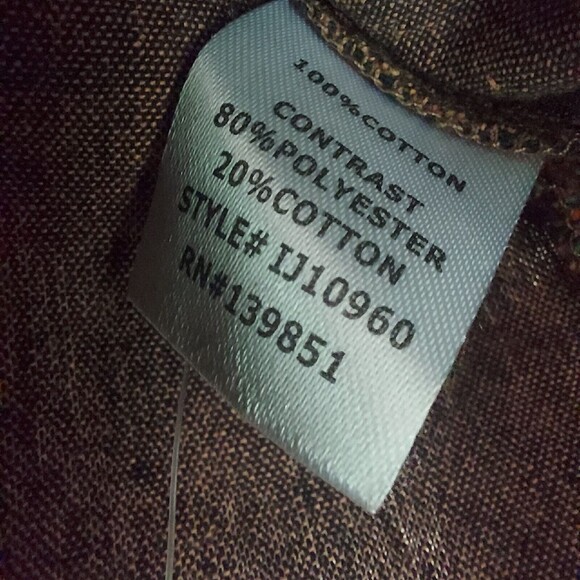 100%COTTON
CONTRAST
80%POLYESTER
20%COTTON
STYLE# IJ10960
RN#139851